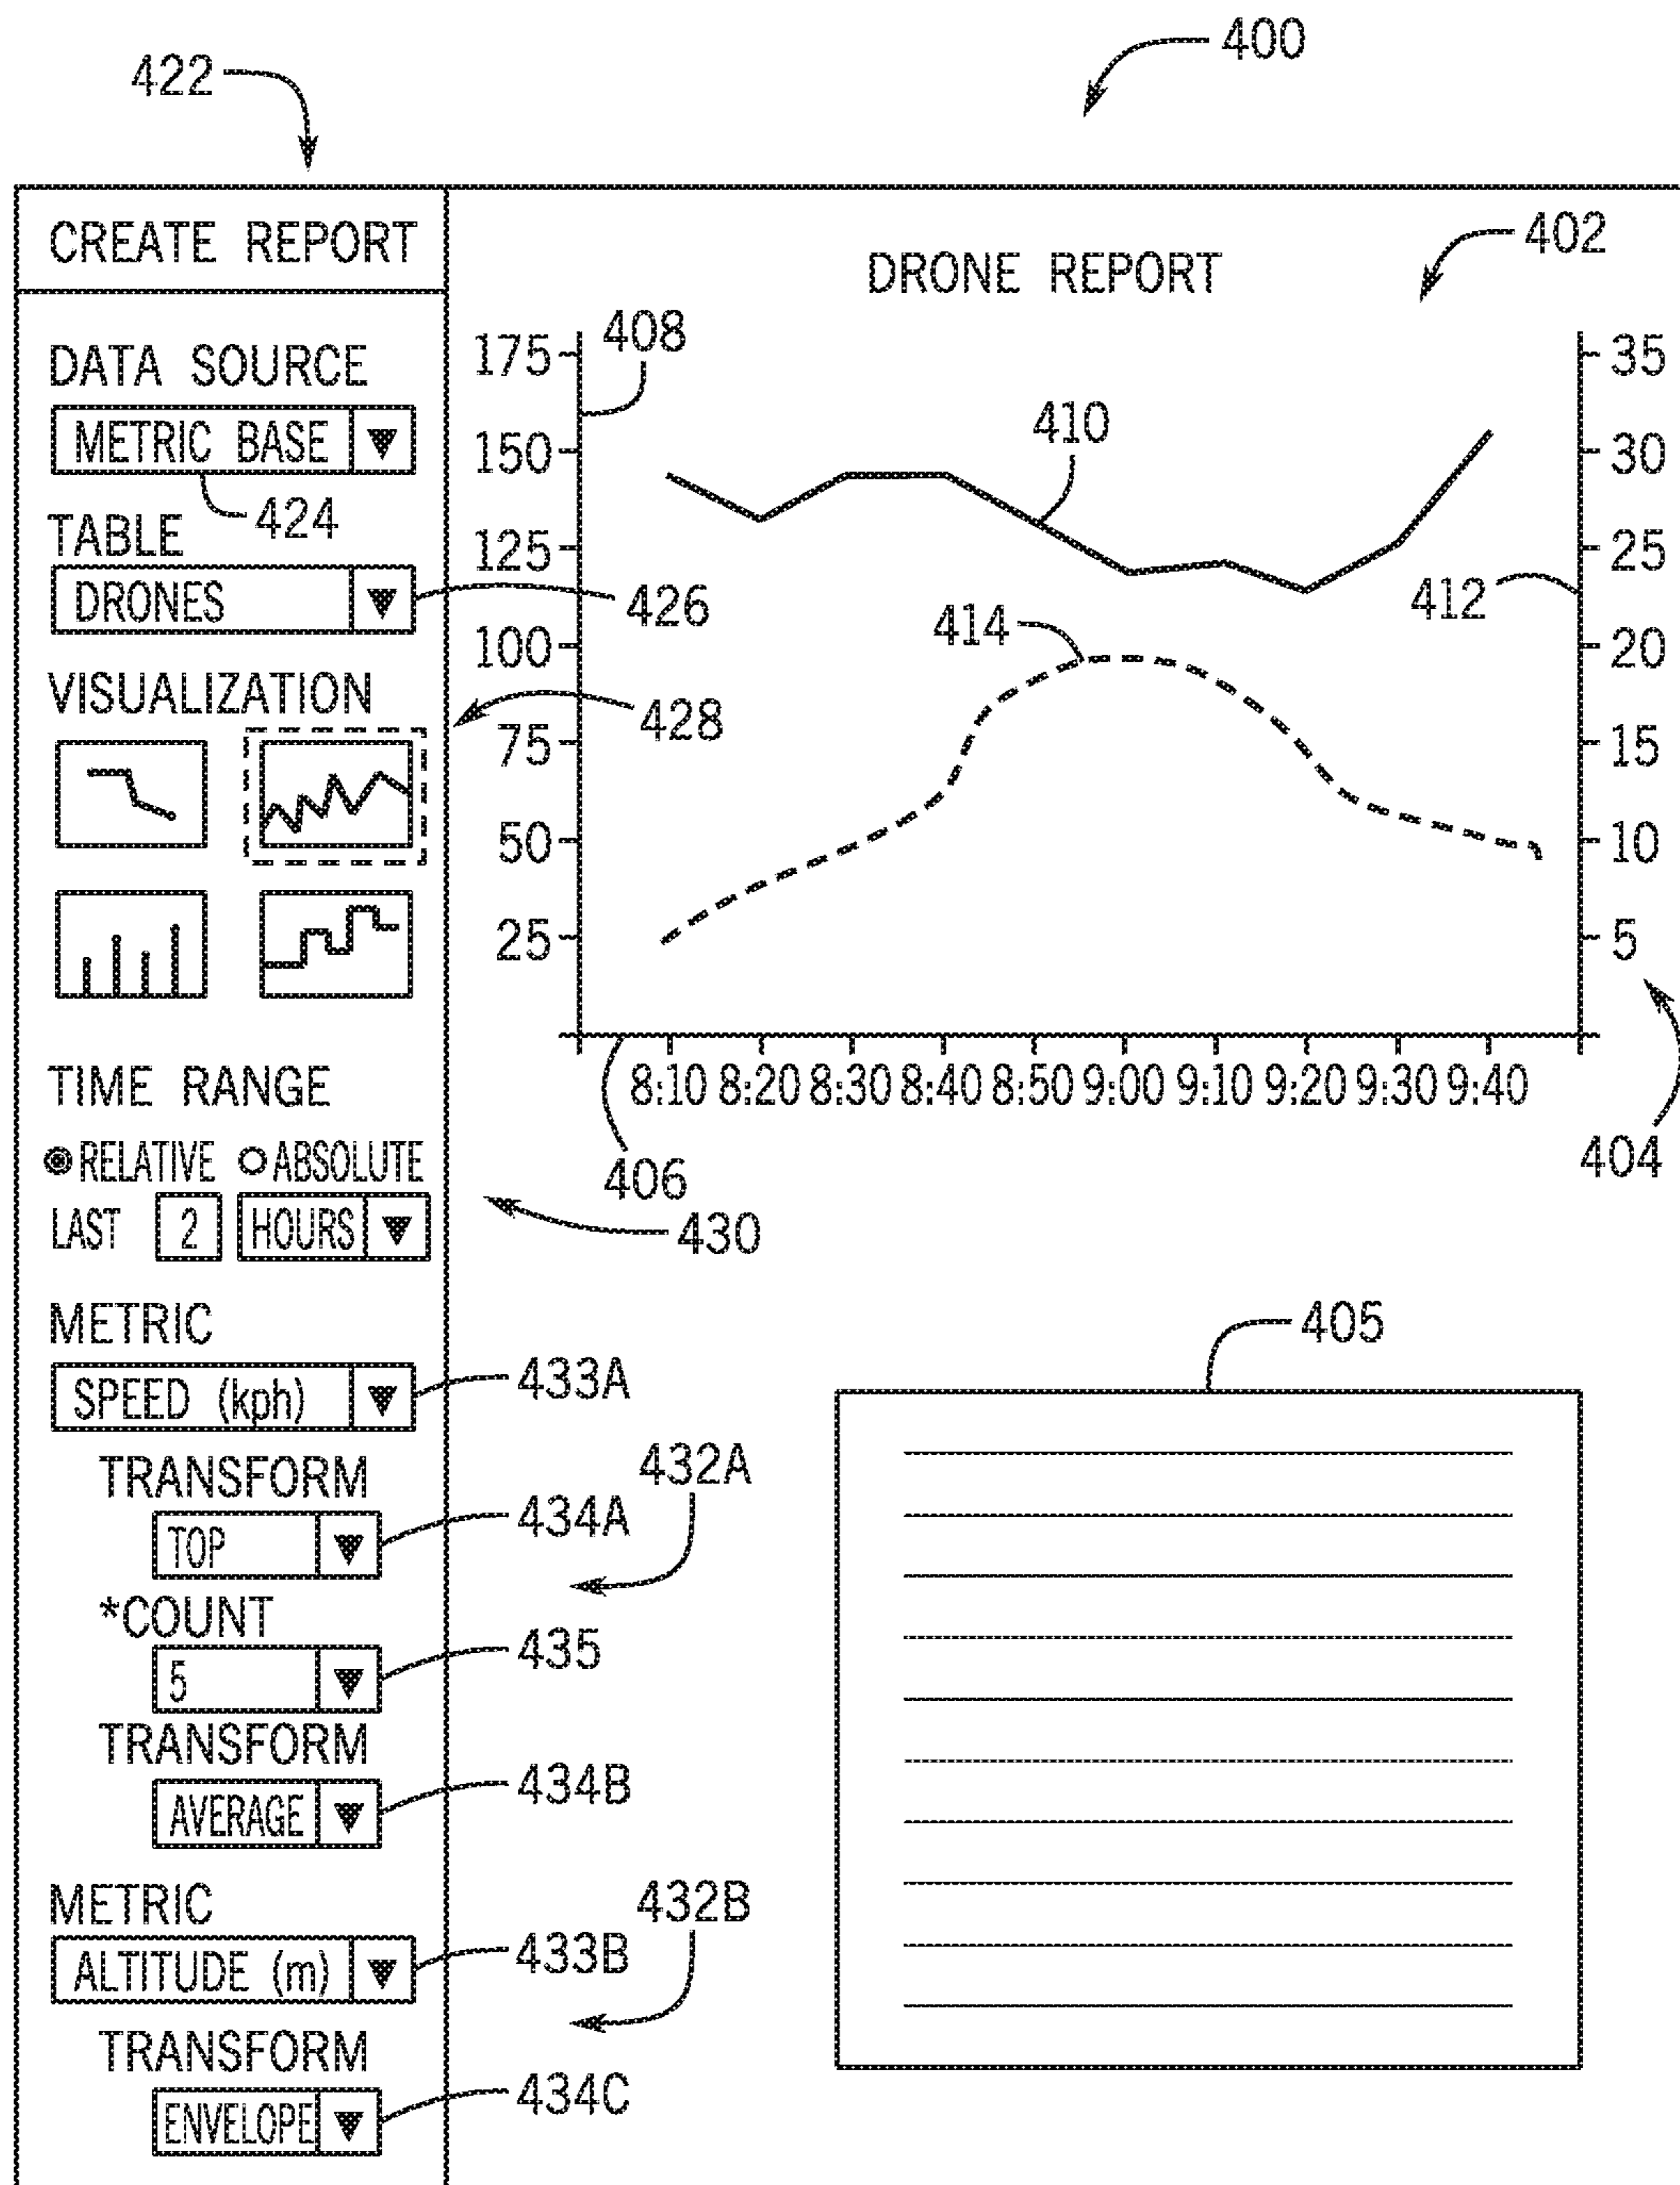 400
422
CREATE REPORT
DATA SOURCE
METRIC BASE
424
TABLE
DRONES
426
VISUALIZATION
428
TIME RANGE
RELATIVE ABSOLUTE
LAST 2 HOURS
430
METRIC
SPEED (kph)
433A
TRANSFORM
432A
TOP
434A
*COUNT
5
435
TRANSFORM
AVERAGE
434B
METRIC
432B
ALTITUDE (m)
433B
TRANSFORM
ENVELOPE
434C
DRONE REPORT
402
408
175
150
125
100
75
50
25
410
414
412
35
30
25
20
15
10
5
8:10 8:20 8:30 8:40 8:50 9:00 9:10 9:20 9:30 9:40
406
404
405